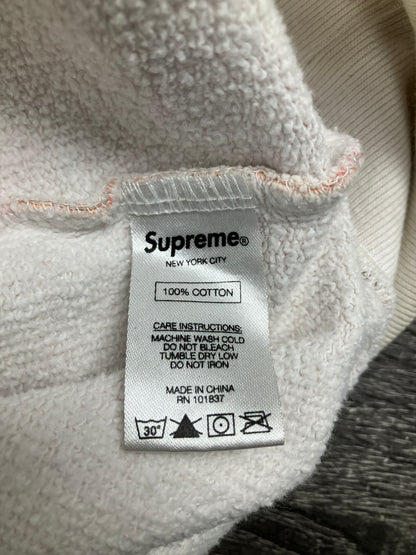 Supreme®
NEW YORK CITY
100% COTTON
CARE INSTRUCTIONS:
MACHINE WASH COLD
DO NOT BLEACH
TUMBLE DRY LOW
DO NOT IRON
MADE IN CHINA
RN 101837
30°